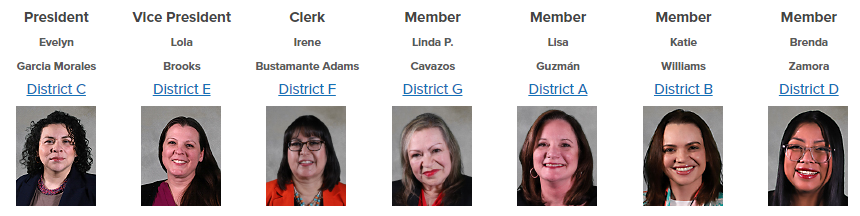 President
Evelyn
Garcia Morales
District C
Vice President
Lola
Brooks
District E
Clerk
Irene
Bustamante Adams
District F
Member
Linda P.
Cavazos
District G
Member
Lisa
Guzmán
District A
Member
Katie
Williams
District B
Member
Brenda
Zamora
District D